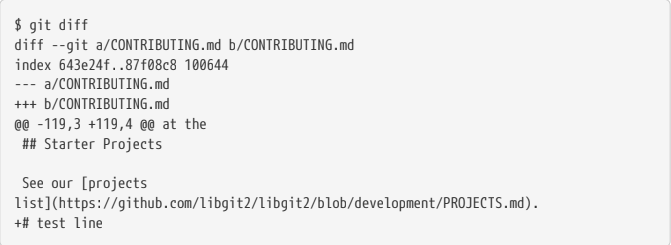 $ git diff
diff --git a/CONTRIBUTING.md b/CONTRIBUTING.md
index 643e24f..87f08c8 100644
--- a/CONTRIBUTING.md
+++ b/CONTRIBUTING.md
@@ -119,3 +119,4 @@ at the
 ## Starter Projects

 See our [projects
list](https://github.com/libgit2/libgit2/blob/development/PROJECTS.md).
+# test line